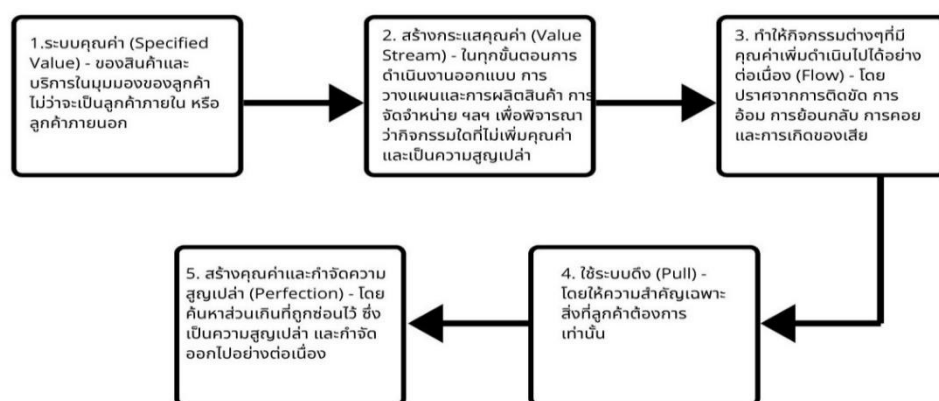 1.ระบบคุณค่า (Specified
Value) - ของสินค้าและ
บริการในมุมมองของลูกค้า
ไม่ว่าจะเป็นลูกค้าภายใน หรือ
ลูกค้าภายนอก
2. สร้างกระแสคุณค่า (Value
Stream) - ในทุกขั้นตอนการ
ดำเนินงานออกแบบ การ
วางแผนและการผลิตสินค้า การ
จัดจำหน่าย ฯลฯ เพื่อพิจารณา
ว่ากิจกรรมใดที่ไม่เพิ่มคุณค่า
และเป็นความสูญเปล่า
3. ทำให้กิจกรรมต่างๆที่มี
คุณค่าเพิ่มดำเนินไปได้อย่าง
ต่อเนื่อง (Flow) - โดย
ปราศจากการติดขัด การ
อ้อม การย้อนกลับ การคอย
และการเกิดของเสีย
4. ใช้ระบบดึง (Pull) -
โดยให้ความสำคัญเฉพาะ
สิ่งที่ลูกค้าต้องการ
เท่านั้น
5. สร้างคุณค่าและกำจัดความ
สูญเปล่า (Perfection) - โดย
ค้นหาส่วนเกินที่ถูกซ่อนไว้ ซึ่ง
เป็นความสูญเปล่า และกำจัด
ออกไปอย่างต่อเนื่อง